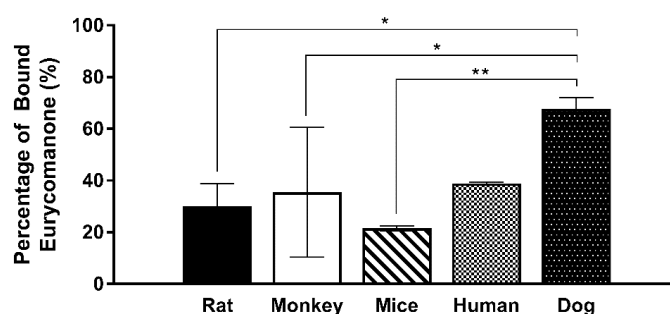 Percentage of Bound
Eurycomanone (%)
100
80
60
40
20
0
*
*
**
Rat
Monkey
Mice
Human
Dog